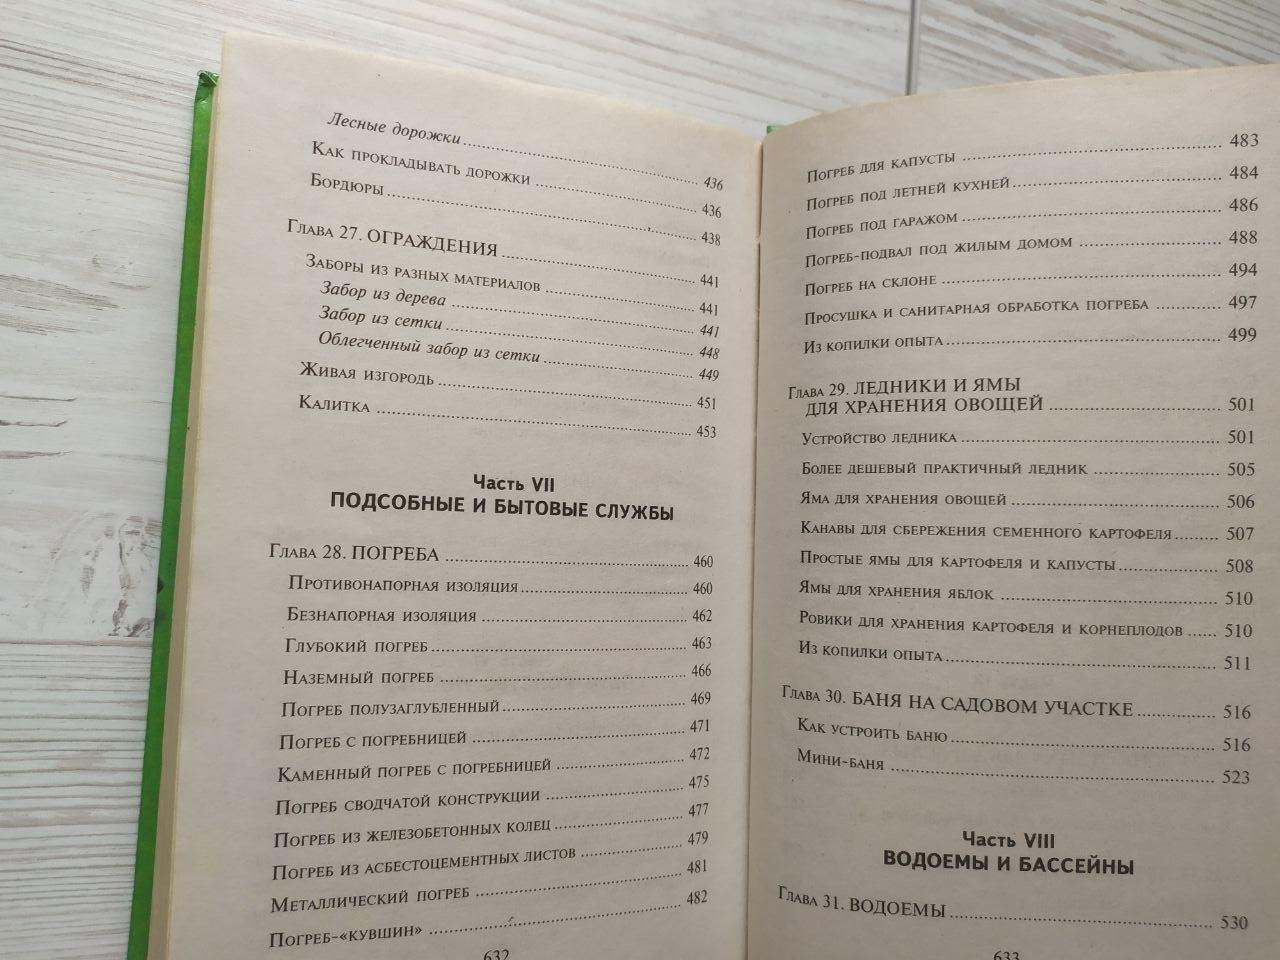 Лесные дорожки 436
Как прокладывать дорожки 436
Бордюры 438
Глава 27. ОГРАЖДЕНИЯ 441
Заборы из разных материалов 441
Забор из дерева 441
Забор из сетки 448
Облегченный забор из сетки 449
Живая изгородь 451
Калитка 453
Часть VII
ПОДСОБНЫЕ И БЫТОВЫЕ СЛУЖБЫ
Глава 28. ПОГРЕБА 460
Противонапорная изоляция 460
Безнапорная изоляция 462
Глубокий погреб 463
Наземный погреб 466
Погреб полузаглубленный 469
Погреб с погребницей 471
Каменный погреб с погребницей 472
Погреб сводчатой конструкции 475
Погреб из железобетонных колец 477
Погреб из асбестоцементных листов 479
Металлический погреб 481
Погреб-«кувшин» 482
632
Погреб для капусты 483
Погреб под летней кухней 484
Погреб под гаражом 486
Погреб-подвал под жилым домом 488
Погреб на склоне 494
Просушка и санитарная обработка погреба 497
Из копилки опыта 499
Глава 29. ЛЕДНИКИ И ЯМЫ
ДЛЯ ХРАНЕНИЯ ОВОЩЕЙ 501
Устройство ледника 501
Более дешевый практичный ледник 505
Яма для хранения овощей 506
Канавы для сбережения семенного картофеля 507
Простые ямы для картофеля и капусты 508
Ямы для хранения яблок 510
Ровики для хранения картофеля и корнеплодов 510
Из копилки опыта 511
Глава 30. БАНЯ НА САДОВОМ УЧАСТКЕ 516
Как устроить баню 516
Мини-баня 523
Часть VIII
ВОДОЕМЫ И БАССЕЙНЫ
Глава 31. ВОДОЕМЫ 530
633